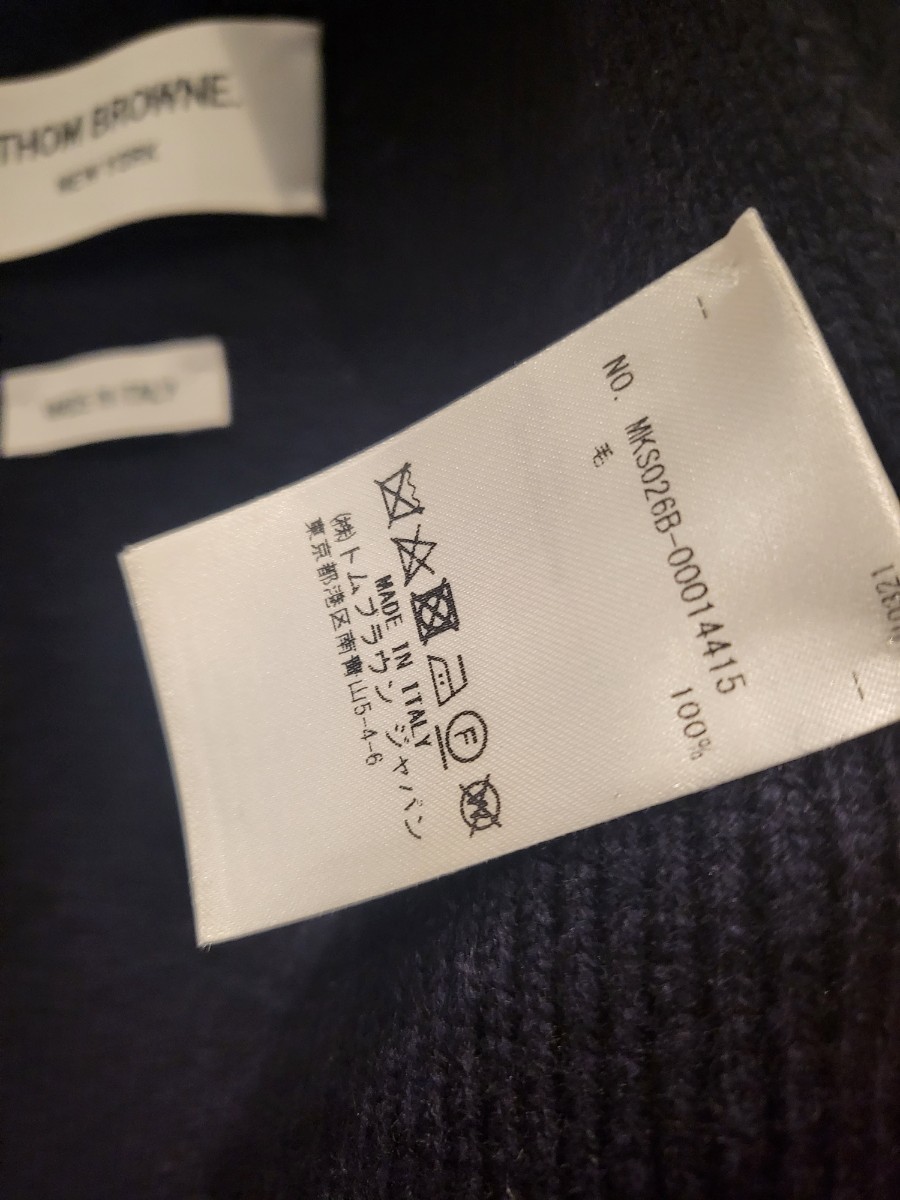 THOM BROWNE.
NEW YORK
MADE IN ITALY
NO. MKS026B-00014415
毛 100%
F
W
MADE IN ITALY
(株)トムブラウン ジャパン
東京都港区南青山5-4-6